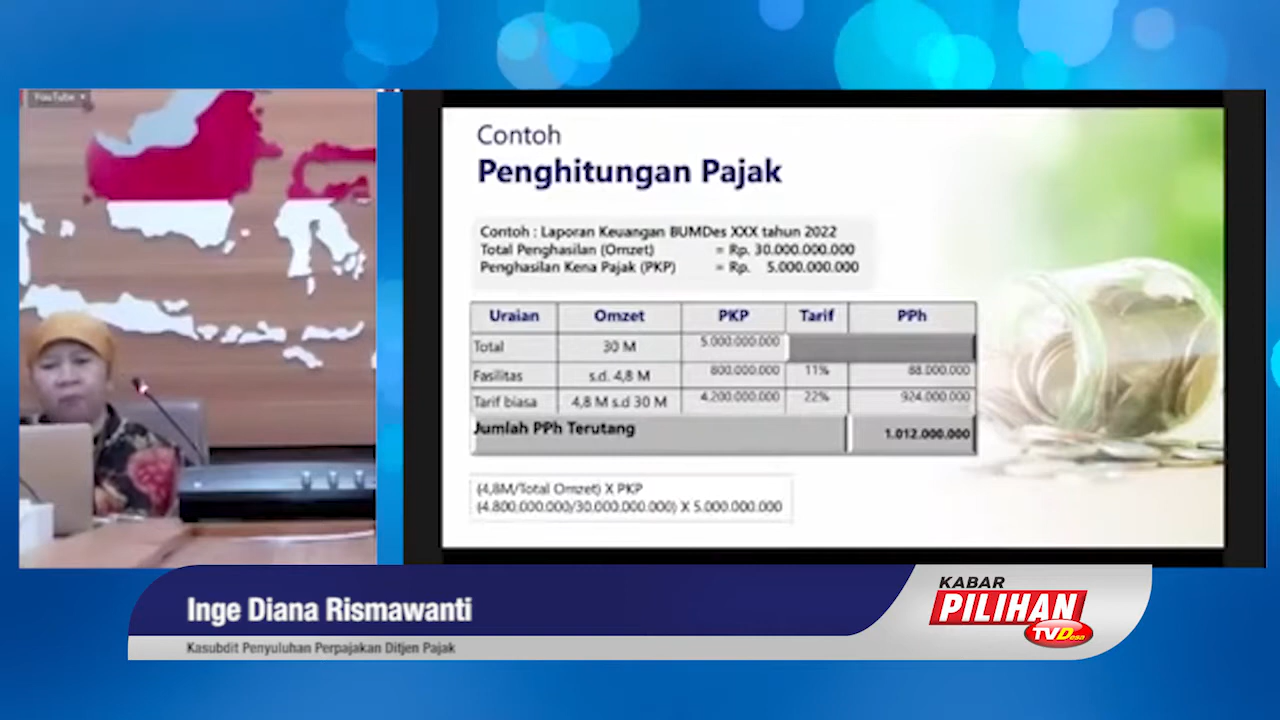 YouTube
Contoh
Penghitungan Pajak
Contoh : Laporan Keuangan BUMDes XXX tahun 2022
Total Penghasilan (Omzet) = Rp. 30.000.000.000
Penghasilan Kena Pajak (PKP) = Rp. 5.000.000.000
Uraian Omzet PKP Tarif PPh
Total 30 M 5.000.000.000
Fasilitas s.d. 4,8 M 800.000.000 11% 88.000.000
Tarif biasa 4,8 M s.d 30 M 4.200.000.000 22% 924.000.000
Jumlah PPh Terutang 1.012.000.000
(4,8M/Total Omzet) X PKP
(4.800.000.000/30.000.000.000) X 5.000.000.000
Inge Diana Rismawanti
Kasubdit Penyuluhan Perpajakan Ditjen Pajak
KABAR
PILIHAN
TVDesa